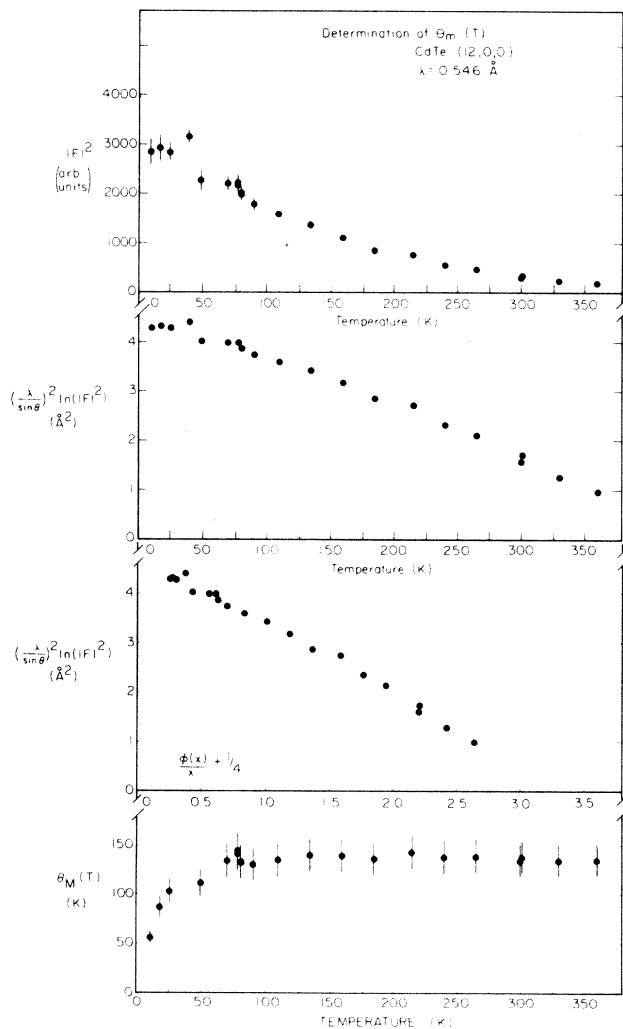 Determination of Θm (T)
CdTe (12,0,0)
λ = 0.546 Å
4000
3000
2000
1000
0
|F|²
(arb units)
0 50 100 150 200 250 300 350
Temperature (K)
4
3
2
1
0
(λ/sinθ)² ln(|F|²)
(Å²)
0 50 100 150 200 250 300 350
Temperature (K)
4
3
2
1
0
(λ/sinθ)² ln(|F|²)
(Å²)
ϕ(x)/x + 1/4
0 0.5 1.0 1.5 2.0 2.5 3.0 3.5
150
100
50
0
θM(T)
(K)
0 50 100 150 200 250 300 350
TEMPERATURE (K)